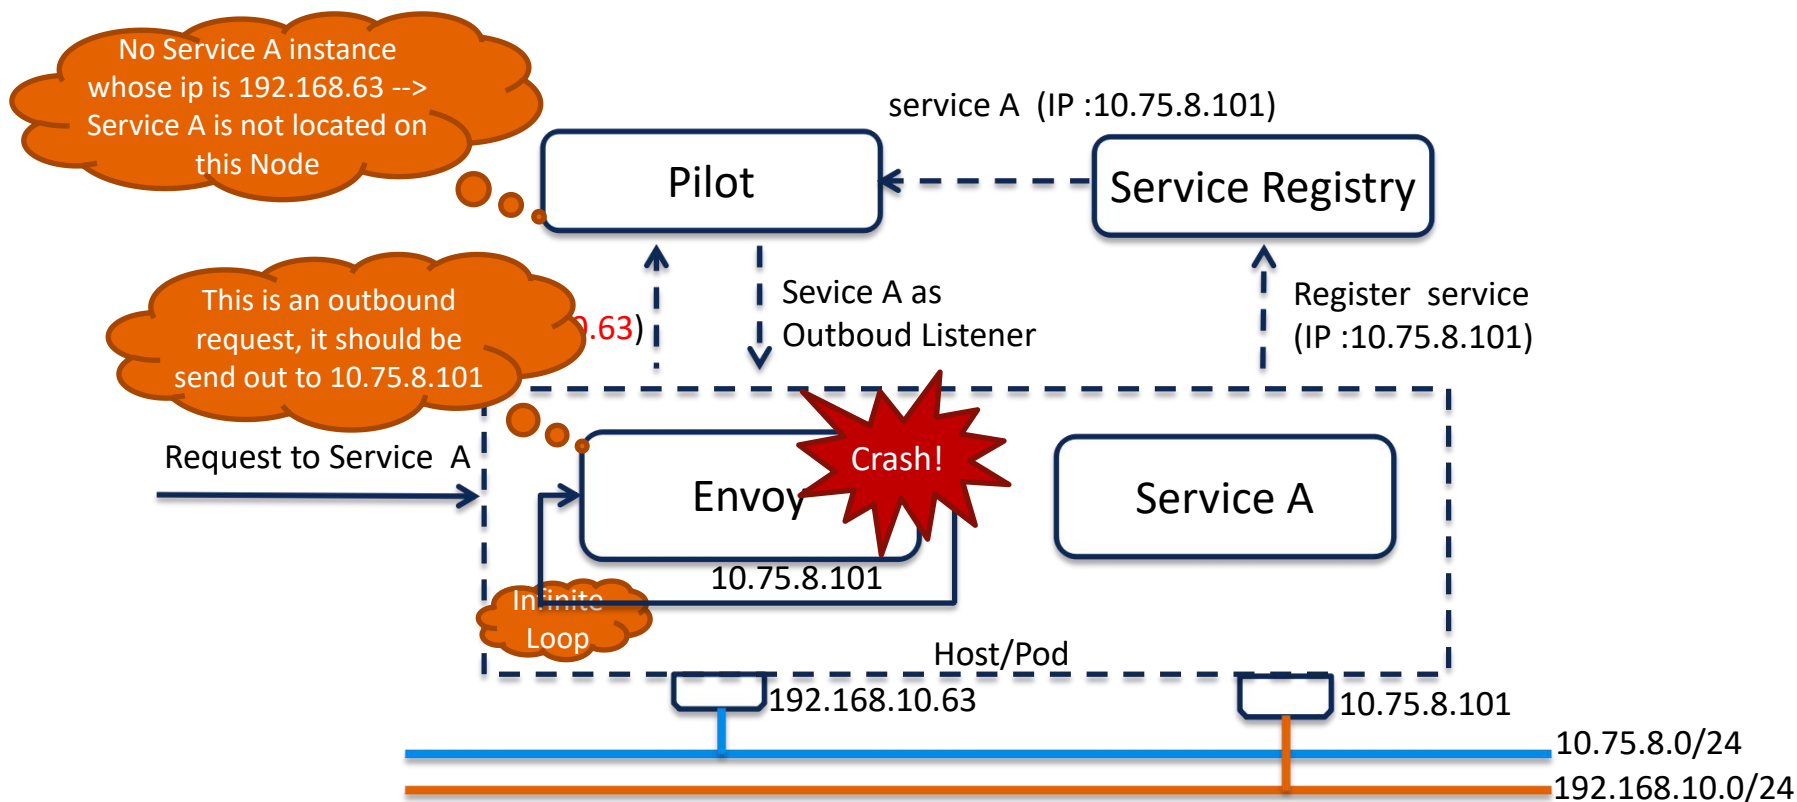 No Service A instance
whose ip is 192.168.63 -->
Service A is not located on
this Node
service A (IP :10.75.8.101)
Pilot
Service Registry
This is an outbound
request, it should be
send out to 10.75.8.101
.63)
Sevice A as
Outboud Listener
Register service
(IP :10.75.8.101)
Request to Service A
Crash!
Envoy
Service A
10.75.8.101
Infinite
Loop
Host/Pod
192.168.10.63
10.75.8.101
10.75.8.0/24
192.168.10.0/24